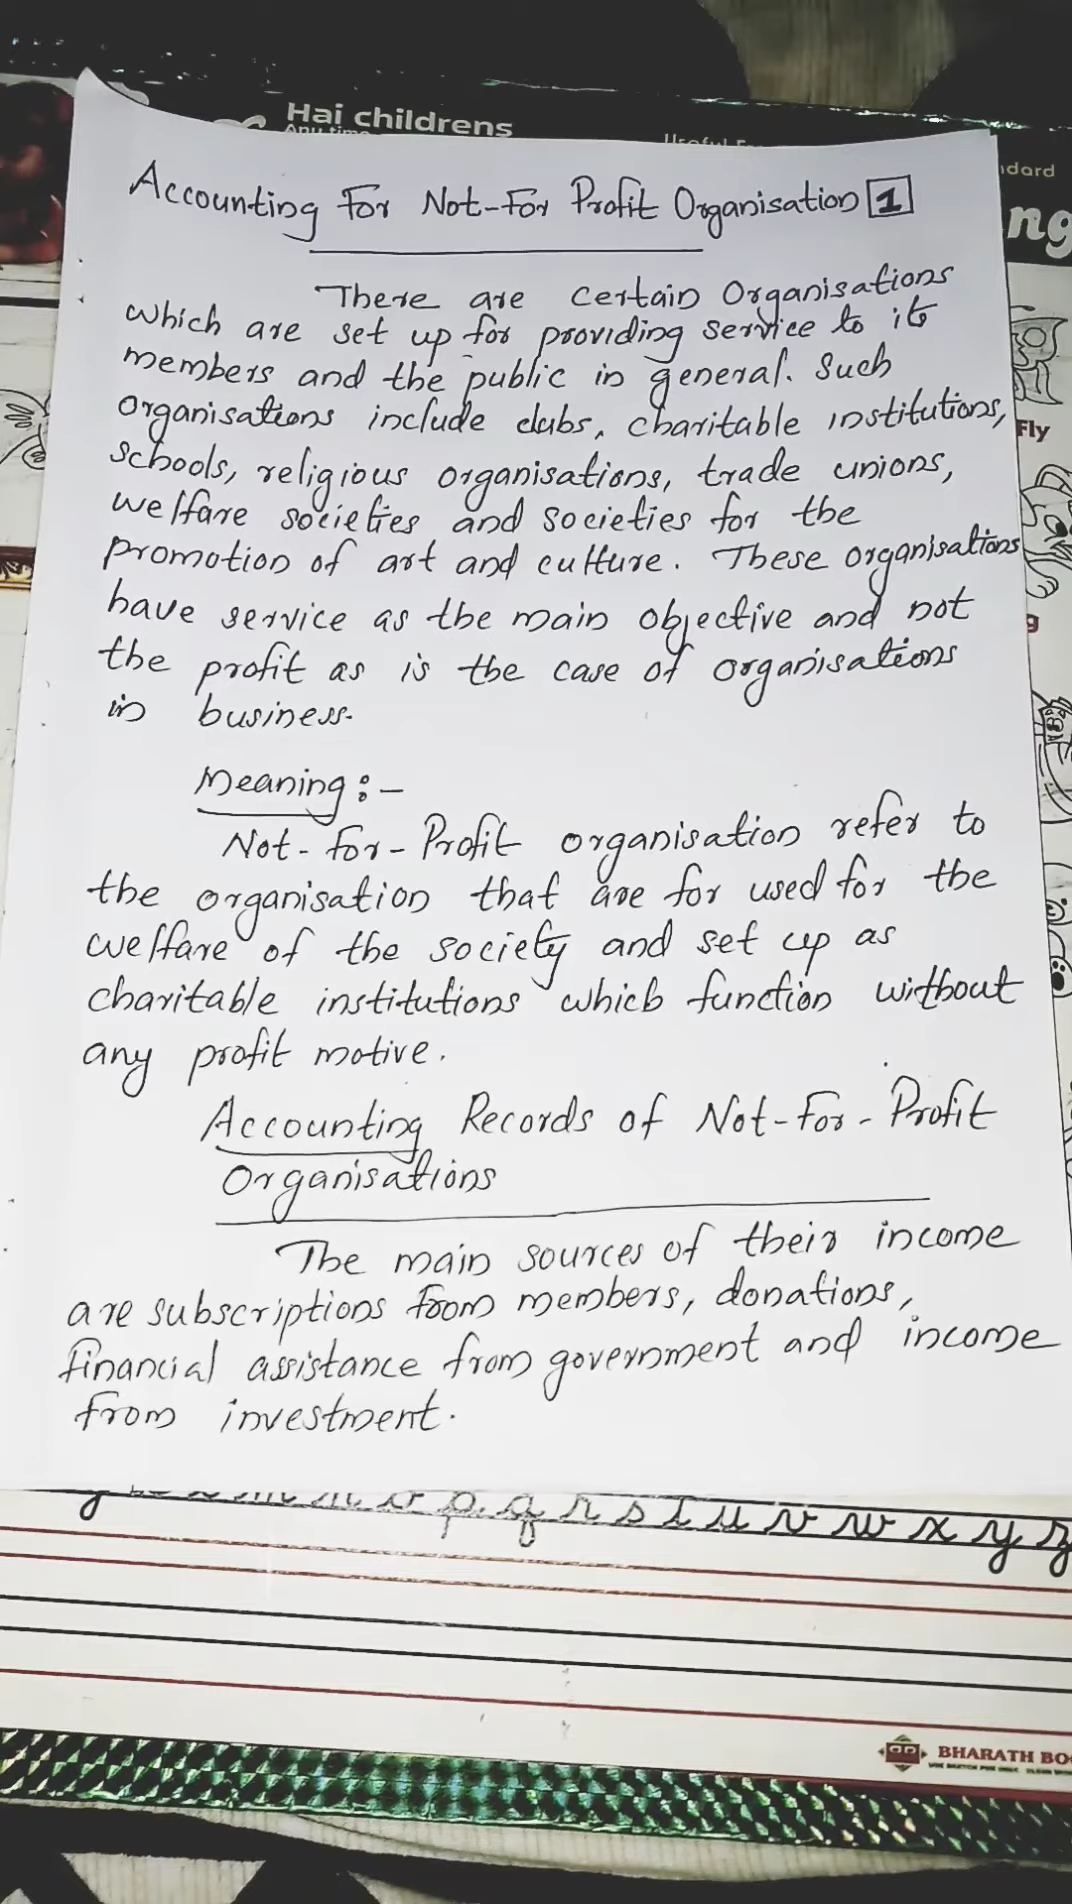 Hai childrens
Any time
dard
ng
Accounting For Not-For Profit Organisation 1
There are certain Organisations
which are set up for providing service to its
members and the public in general. Such
organisations include clubs, charitable institutions,
Fly
schools, religious organisations, trade unions,
welfare societies and societies for the
promotion of art and culture. These organisations
have service as the main objective and not
g
the profit as is the case of organisations
in business.
Meaning :-
Not-for-Profit organisation refer to
the organisation that are for used for the
welfare of the society and set up as
charitable institutions which function without
any profit motive.
Accounting Records of Not-For-Profit
Organisations
The main sources of their income
are subscriptions from members, donations,
financial assistance from government and income
from investment.
p q r s t u v w x y z
BHARATH BO